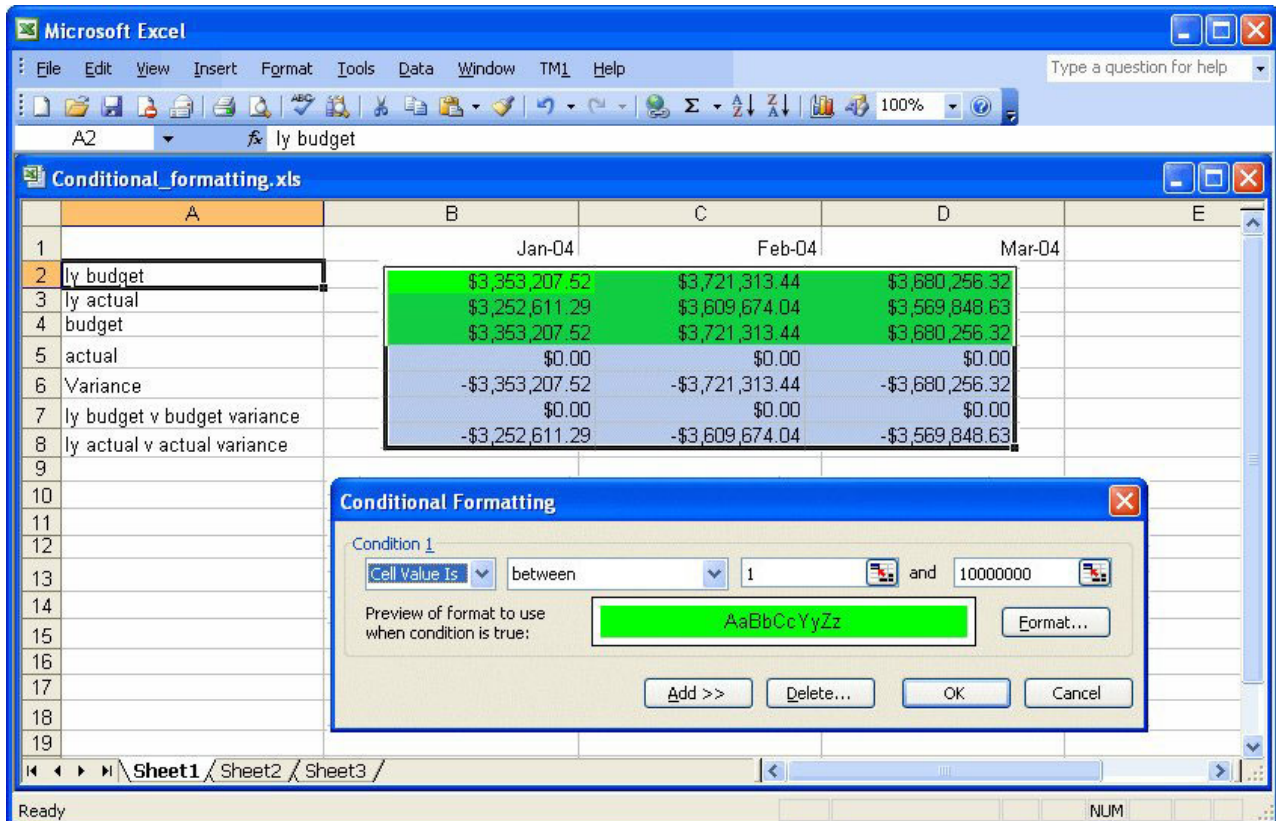 Microsoft Excel
File Edit View Insert Format Tools Data Window TM1 Help Type a question for help
ABC Σ A Z Z A 100% ?
A2 fx ly budget
Conditional_formatting.xls
A B C D E
1 Jan-04 Feb-04 Mar-04
2 ly budget $3,353,207.52 $3,721,313.44 $3,680,256.32
3 ly actual $3,252,611.29 $3,609,674.04 $3,569,848.63
4 budget $3,353,207.52 $3,721,313.44 $3,680,256.32
5 actual $0.00 $0.00 $0.00
6 Variance -$3,353,207.52 -$3,721,313.44 -$3,680,256.32
7 ly budget v budget variance $0.00 $0.00 $0.00
8 ly actual v actual variance -$3,252,611.29 -$3,609,674.04 -$3,569,848.63
9
10
11
12
13
14
15
16
17
18
19
Conditional Formatting
Condition 1
Cell Value Is between 1 and 10000000
Preview of format to use
when condition is true:
AaBbCcYyZz
Format...
Add >> Delete... OK Cancel
Sheet1 Sheet2 Sheet3
Ready NUM